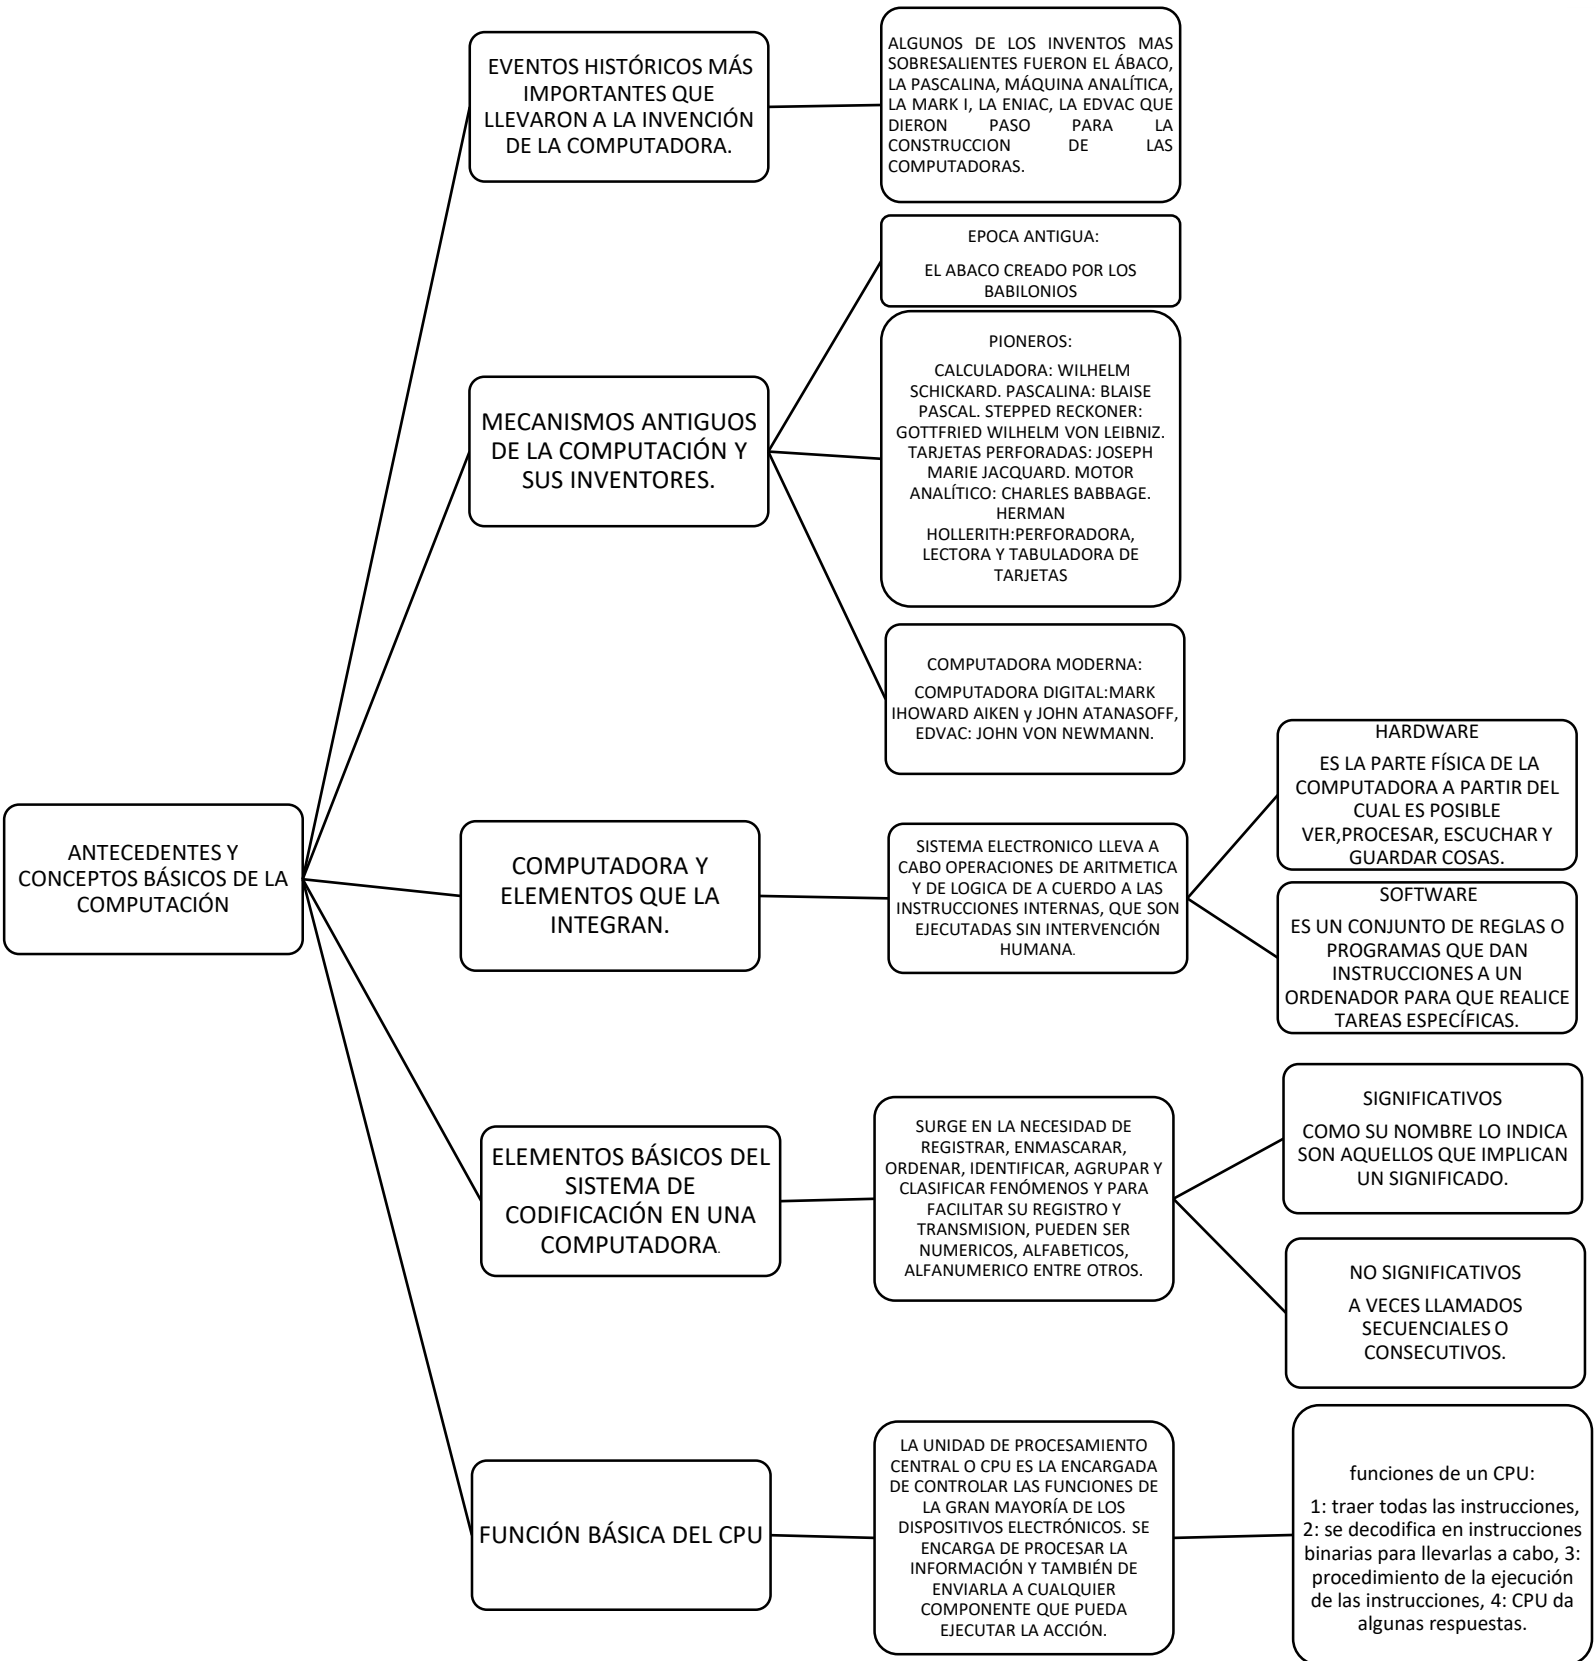 EVENTOS HISTÓRICOS MÁS
IMPORTANTES QUE
LLEVARON A LA INVENCIÓN
DE LA COMPUTADORA.
ALGUNOS DE LOS INVENTOS MAS
SOBRESALIENTES FUERON EL ÁBACO,
LA PASCALINA, MÁQUINA ANALÍTICA,
LA MARK I, LA ENIAC, LA EDVAC QUE
DIERON PASO PARA LA
CONSTRUCCION DE LAS
COMPUTADORAS.
EPOCA ANTIGUA:
EL ABACO CREADO POR LOS
BABILONIOS
MECANISMOS ANTIGUOS
DE LA COMPUTACIÓN Y
SUS INVENTORES.
PIONEROS:
CALCULADORA: WILHELM
SCHICKARD. PASCALINA: BLAISE
PASCAL. STEPPED RECKONER:
GOTTFRIED WILHELM VON LEIBNIZ.
TARJETAS PERFORADAS: JOSEPH
MARIE JACQUARD. MOTOR
ANALÍTICO: CHARLES BABBAGE.
HERMAN
HOLLERITH:PERFORADORA,
LECTORA Y TABULADORA DE
TARJETAS
COMPUTADORA MODERNA:
COMPUTADORA DIGITAL:MARK
IHOWARD AIKEN y JOHN ATANASOFF,
EDVAC: JOHN VON NEWMANN.
ANTECEDENTES Y
CONCEPTOS BÁSICOS DE LA
COMPUTACIÓN
COMPUTADORA Y
ELEMENTOS QUE LA
INTEGRAN.
SISTEMA ELECTRONICO LLEVA A
CABO OPERACIONES DE ARITMETICA
Y DE LOGICA DE A CUERDO A LAS
INSTRUCCIONES INTERNAS, QUE SON
EJECUTADAS SIN INTERVENCIÓN
HUMANA.
HARDWARE
ES LA PARTE FÍSICA DE LA
COMPUTADORA A PARTIR DEL
CUAL ES POSIBLE
VER,PROCESAR, ESCUCHAR Y
GUARDAR COSAS.
SOFTWARE
ES UN CONJUNTO DE REGLAS O
PROGRAMAS QUE DAN
INSTRUCCIONES A UN
ORDENADOR PARA QUE REALICE
TAREAS ESPECÍFICAS.
ELEMENTOS BÁSICOS DEL
SISTEMA DE
CODIFICACIÓN EN UNA
COMPUTADORA.
SURGE EN LA NECESIDAD DE
REGISTRAR, ENMASCARAR,
ORDENAR, IDENTIFICAR, AGRUPAR Y
CLASIFICAR FENÓMENOS Y PARA
FACILITAR SU REGISTRO Y
TRANSMISION, PUEDEN SER
NUMERICOS, ALFABETICOS,
ALFANUMERICO ENTRE OTROS.
SIGNIFICATIVOS
COMO SU NOMBRE LO INDICA
SON AQUELLOS QUE IMPLICAN
UN SIGNIFICADO.
NO SIGNIFICATIVOS
A VECES LLAMADOS
SECUENCIALES O
CONSECUTIVOS.
FUNCIÓN BÁSICA DEL CPU
LA UNIDAD DE PROCESAMIENTO
CENTRAL O CPU ES LA ENCARGADA
DE CONTROLAR LAS FUNCIONES DE
LA GRAN MAYORÍA DE LOS
DISPOSITIVOS ELECTRÓNICOS. SE
ENCARGA DE PROCESAR LA
INFORMACIÓN Y TAMBIÉN DE
ENVIARLA A CUALQUIER
COMPONENTE QUE PUEDA
EJECUTAR LA ACCIÓN.
funciones de un CPU:
1: traer todas las instrucciones,
2: se decodifica en instrucciones
binarias para llevarlas a cabo, 3:
procedimiento de la ejecución
de las instrucciones, 4: CPU da
algunas respuestas.